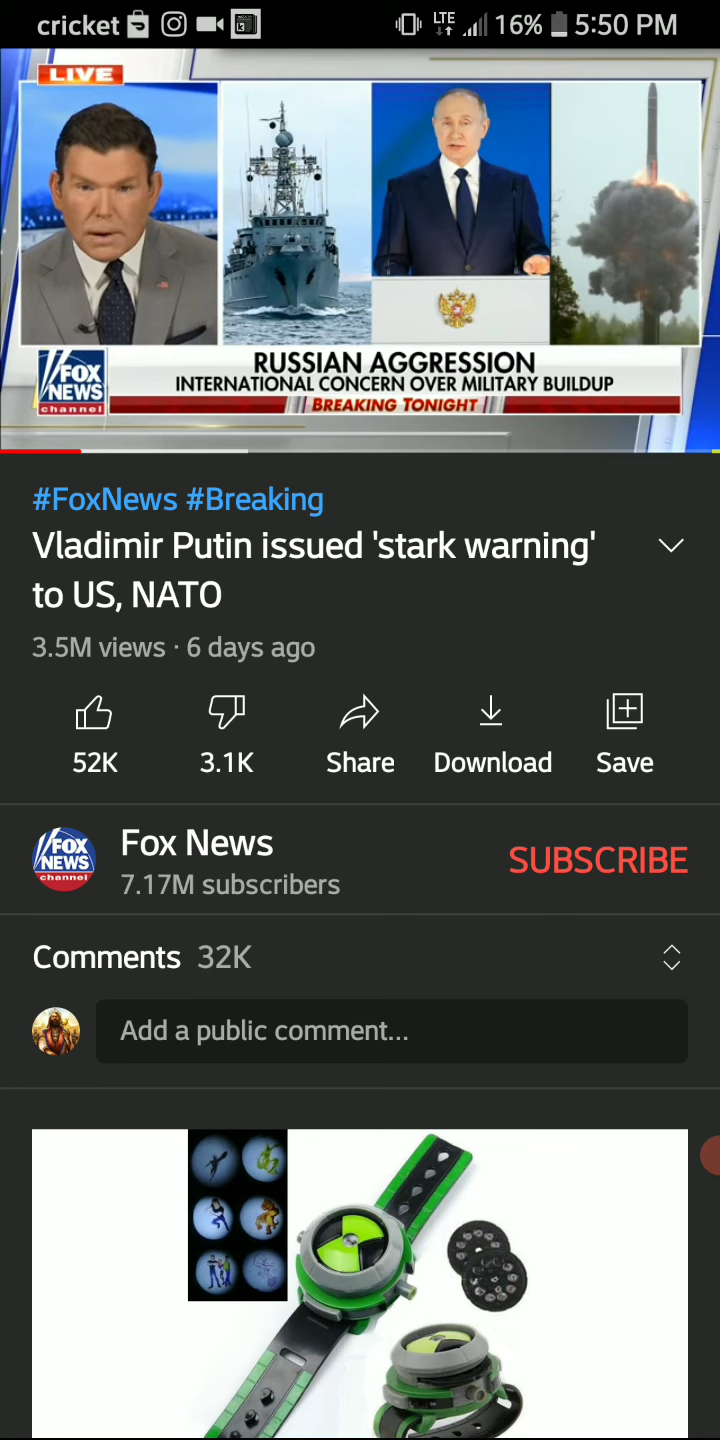 cricket
LTE
16%
5:50 PM
LIVE
RUSSIAN AGGRESSION
INTERNATIONAL CONCERN OVER MILITARY BUILDUP
BREAKING TONIGHT
FOX
NEWS
channel
#FoxNews #Breaking
Vladimir Putin issued 'stark warning'
to US, NATO
3.5M views · 6 days ago
52K
3.1K
Share
Download
Save
FOX
NEWS
channel
Fox News
7.17M subscribers
SUBSCRIBE
Comments 32K
Add a public comment...